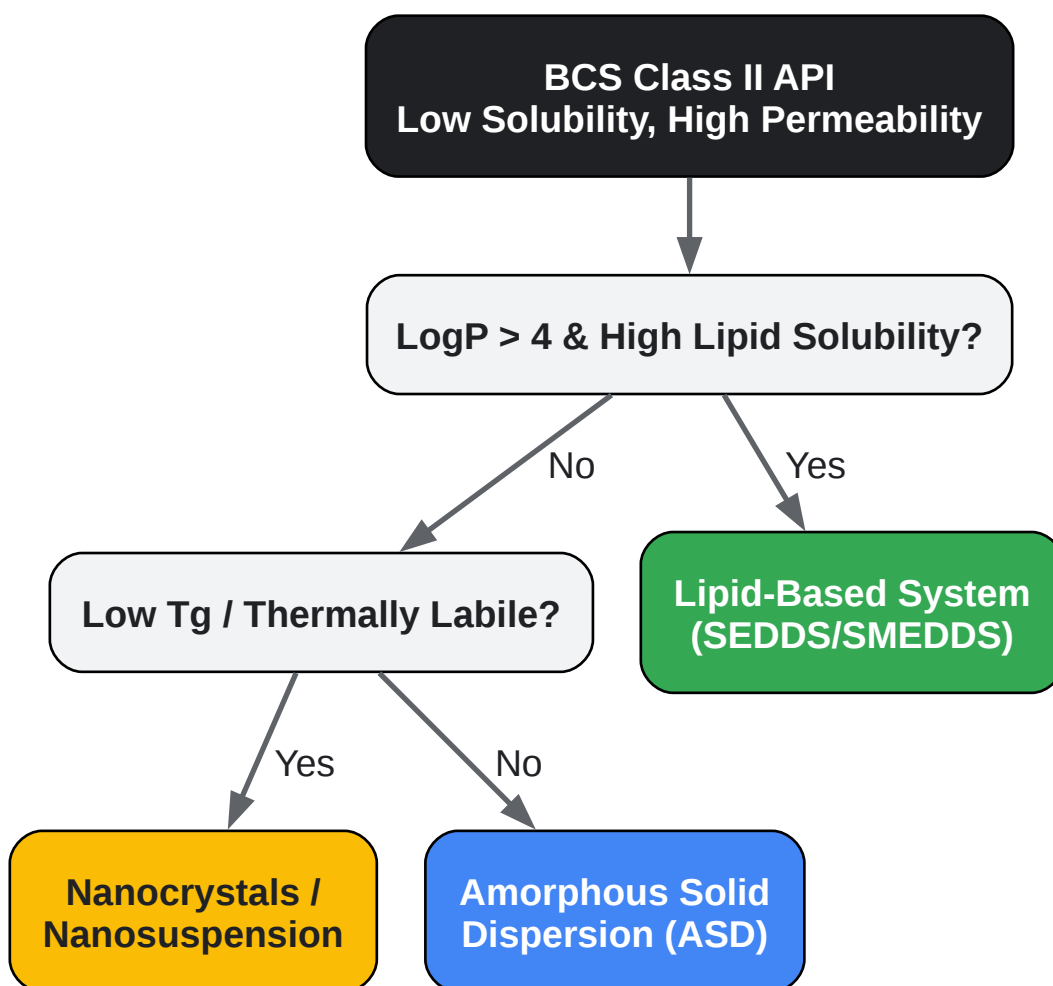 BCS Class II API
Low Solubility, High Permeability
LogP > 4 & High Lipid Solubility?
No
Yes
Low Tg / Thermally Labile?
Lipid-Based System
(SEDDS/SMEDDS)
Yes
No
Nanocrystals /
Nanosuspension
Amorphous Solid
Dispersion (ASD)